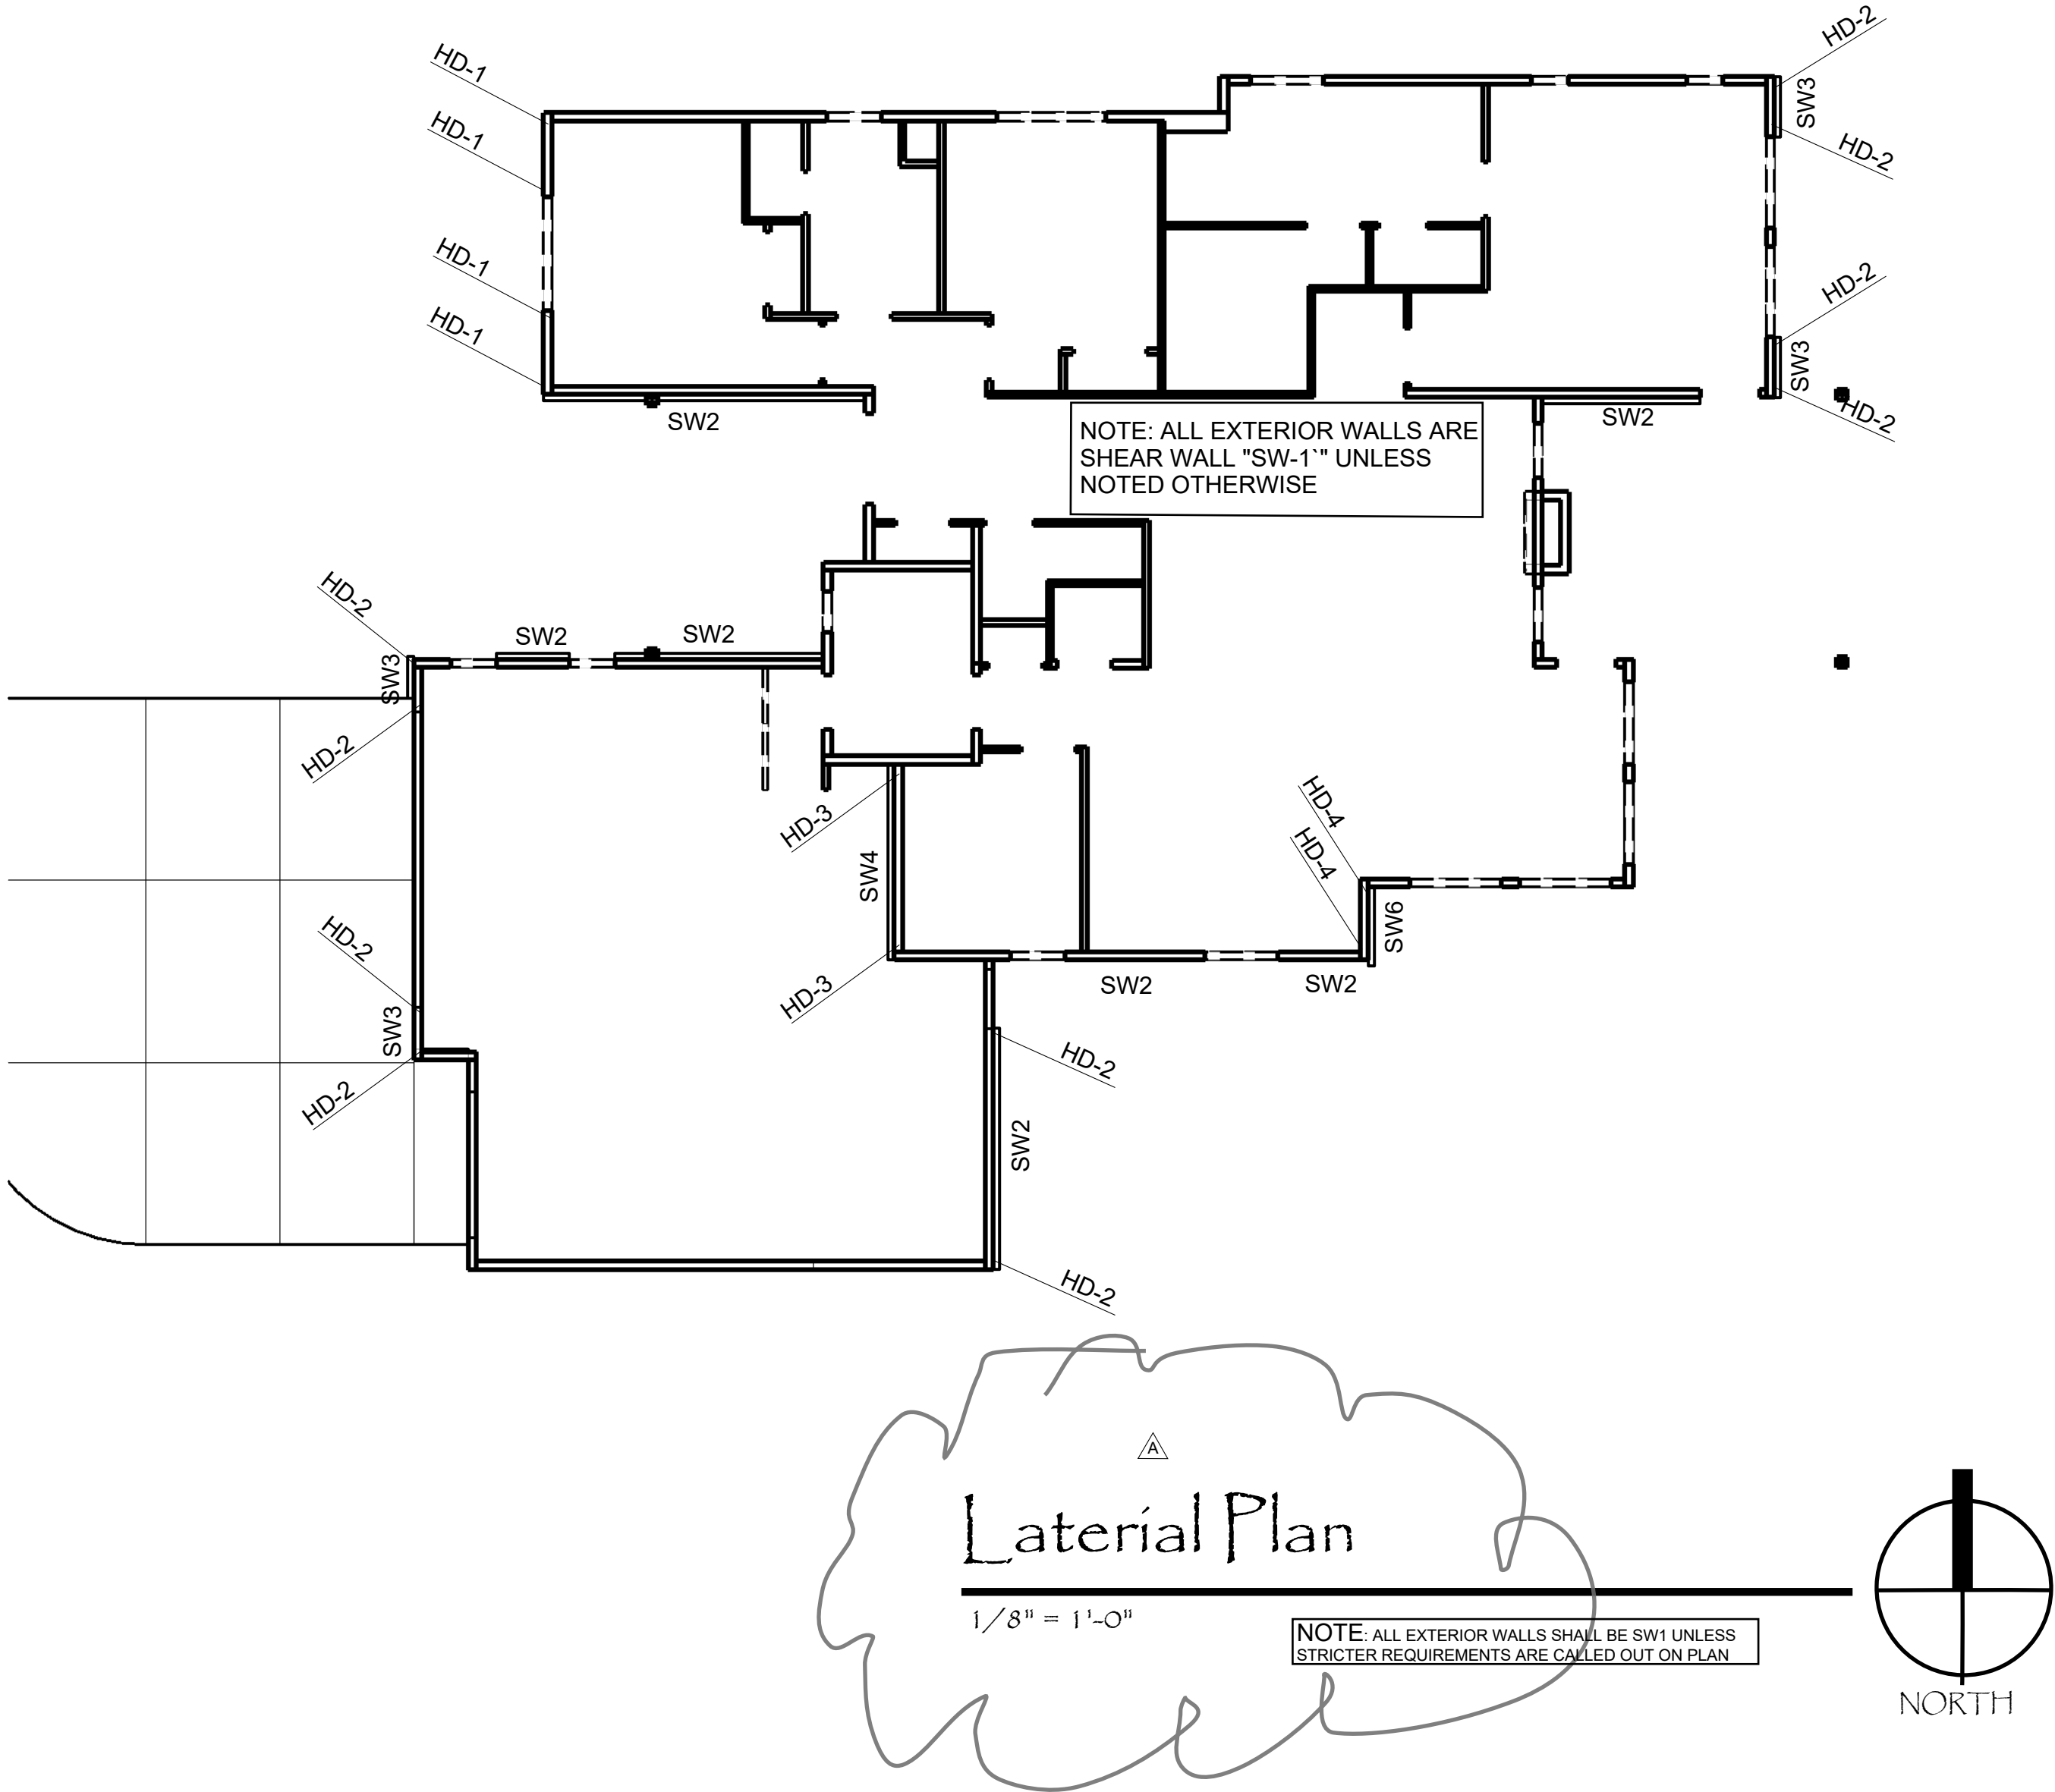 HD-2
HD-1
SW3
HD-1
HD-2
HD-1
HD-2
HD-1
SW3
SW2
SW2
HD-2
NOTE: ALL EXTERIOR WALLS ARE
SHEAR WALL "SW-1`" UNLESS
NOTED OTHERWISE
HD-2
SW2
SW2
SW3
HD-2
HD-3
HD-4
HD-4
SW4
SW6
HD-2
HD-3
SW2
SW2
SW3
HD-2
HD-2
SW2
HD-2
A
Laterial Plan
1/8" = 1'-0"
NOTE: ALL EXTERIOR WALLS SHALL BE SW1 UNLESS
STRICTER REQUIREMENTS ARE CALLED OUT ON PLAN
NORTH